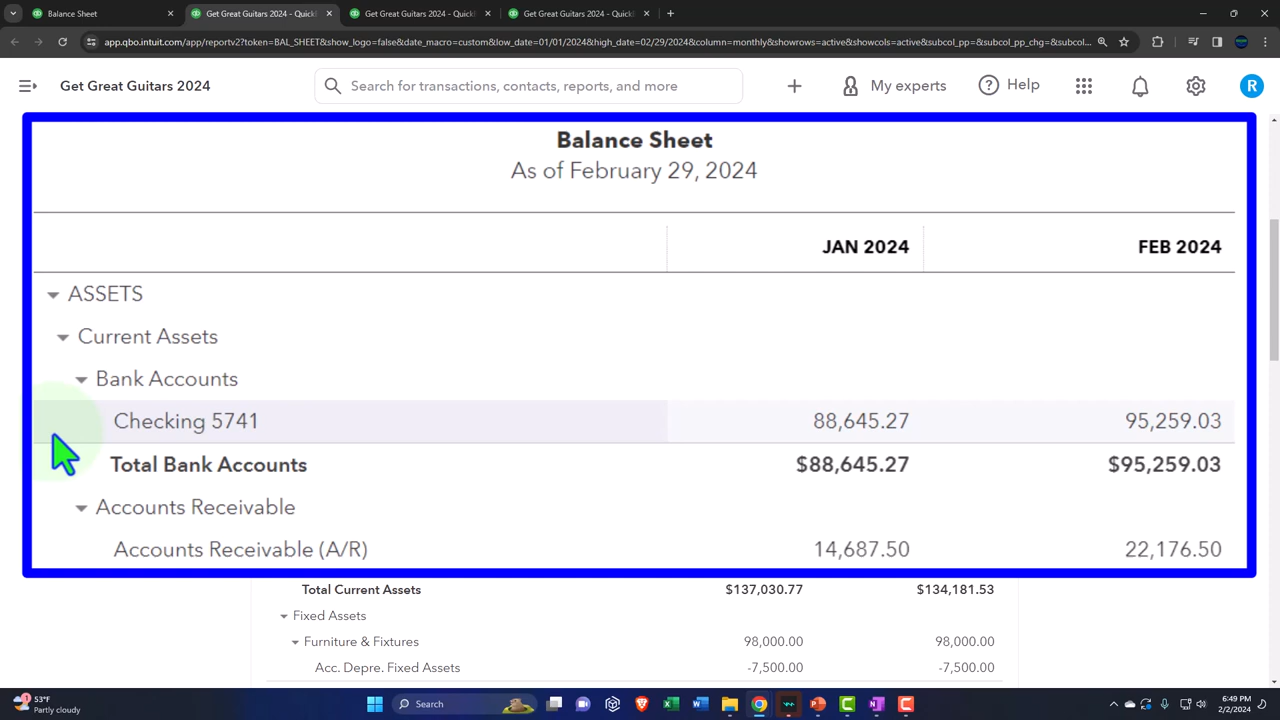 Balance Sheet
Get Great Guitars 2024 - Quick
Get Great Guitars 2024 - Quick
Get Great Guitars 2024 - Quick
app.qbo.intuit.com/app/reportv2?token=BAL_SHEET&show_logo=false&date_macro=custom&low_date=01/01/2024&high_date=02/29/2024&column=monthly&showrows=active&showcols=active&subcol_pp=&subcol_pp_chg=&subc...
Get Great Guitars 2024
Search for transactions, contacts, reports, and more
My experts
Help
R
Balance Sheet
As of February 29, 2024
JAN 2024 FEB 2024
ASSETS
Current Assets
Bank Accounts
Checking 5741 88,645.27 95,259.03
Total Bank Accounts $88,645.27 $95,259.03
Accounts Receivable
Accounts Receivable (A/R) 14,687.50 22,176.50
Total Current Assets $137,030.77 $134,181.53
Fixed Assets
Furniture & Fixtures 98,000.00 98,000.00
Acc. Depre. Fixed Assets -7,500.00 -7,500.00
53°F
Partly cloudy
Search
6:49 PM
2/2/2024